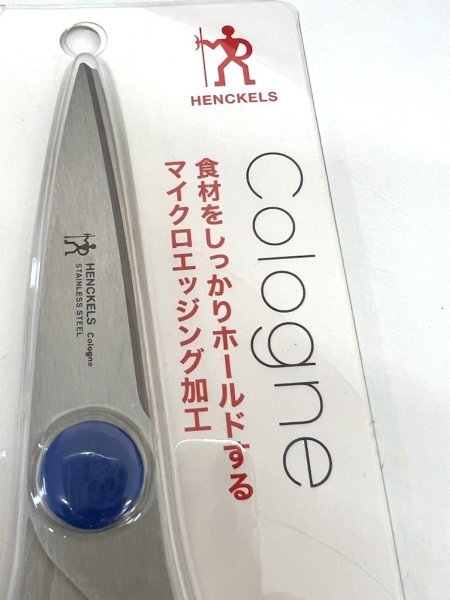 HENCKELS
Cologne
食材をしっかりホールドする
マイクロエッジング加工
HENCKELS Cologne
STAINLESS STEEL